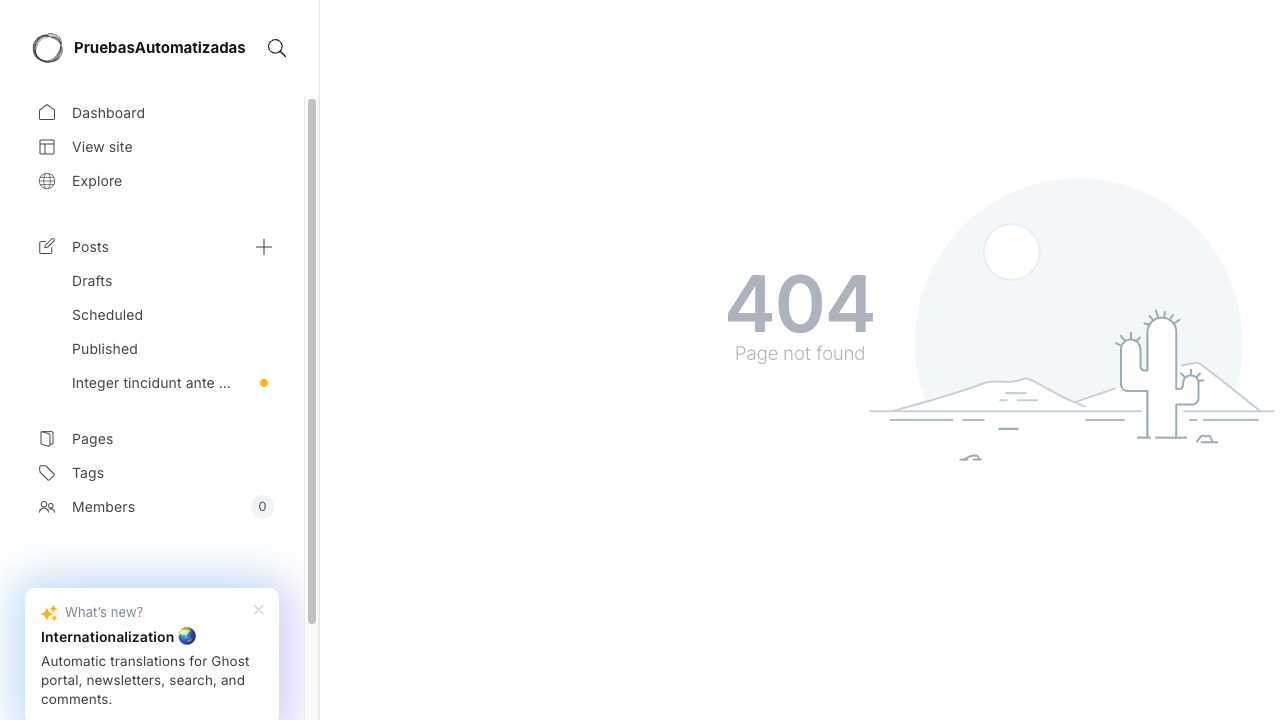 PruebasAutomatizadas
Dashboard
View site
Explore
Posts
Drafts
Scheduled
Published
Integer tincidunt ante ...
Pages
Tags
Members
0
What's new?
Internationalization 🌏
Automatic translations for Ghost
portal, newsletters, search, and
comments.
404
Page not found